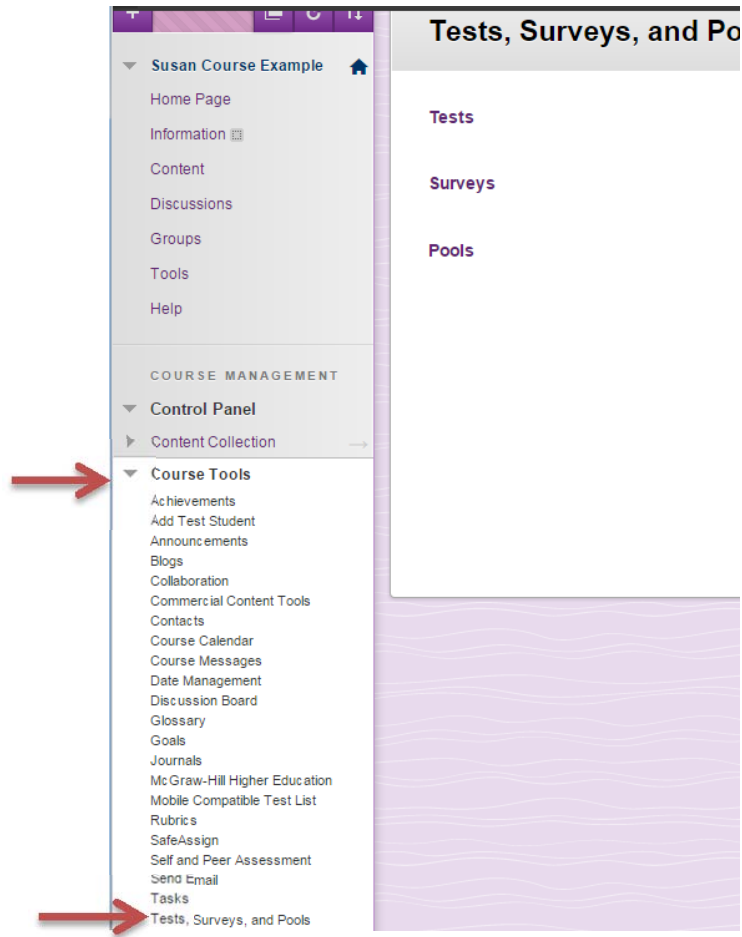 Susan Course Example
Home Page
Information
Content
Discussions
Groups
Tools
Help
COURSE MANAGEMENT
Control Panel
Content Collection
Course Tools
Achievements
Add Test Student
Announcements
Blogs
Collaboration
Commercial Content Tools
Contacts
Course Calendar
Course Messages
Date Management
Discussion Board
Glossary
Goals
Journals
McGraw-Hill Higher Education
Mobile Compatible Test List
Rubrics
SafeAssign
Self and Peer Assessment
Send Email
Tasks
Tests, Surveys, and Pools
Tests, Surveys, and Po
Tests
Surveys
Pools